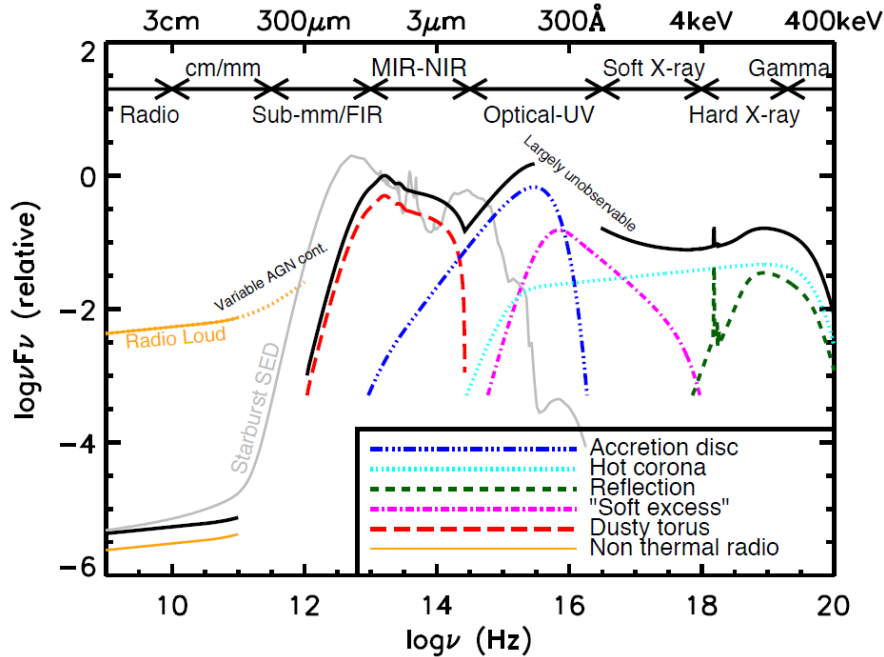 3cm 300μm 3μm 300Å 4keV 400keV
cm/mm MIR-NIR Soft X-ray Gamma
Radio Sub-mm/FIR Optical-UV Hard X-ray
Largely unobservable
Variable AGN cont.
Radio Loud
Starburst SED
logνFν (relative)
2
0
−2
−4
−6
Accretion disc
Hot corona
Reflection
"Soft excess"
Dusty torus
Non thermal radio
10 12 14 16 18 20
logν (Hz)